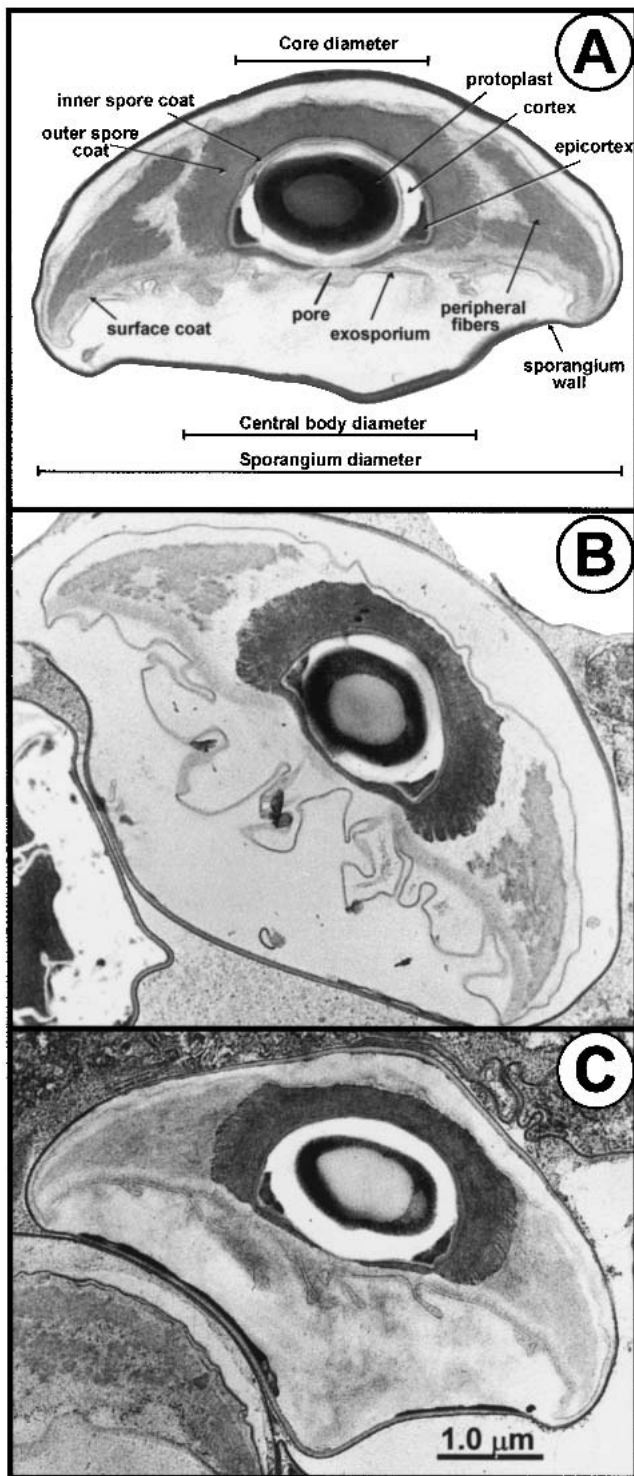 A
Core diameter
protoplast
inner spore coat
cortex
outer spore
coat
epicortex
surface coat
pore
exosporium
peripheral
fibers
sporangium
wall
Central body diameter
Sporangium diameter
B
C
1.0 µm